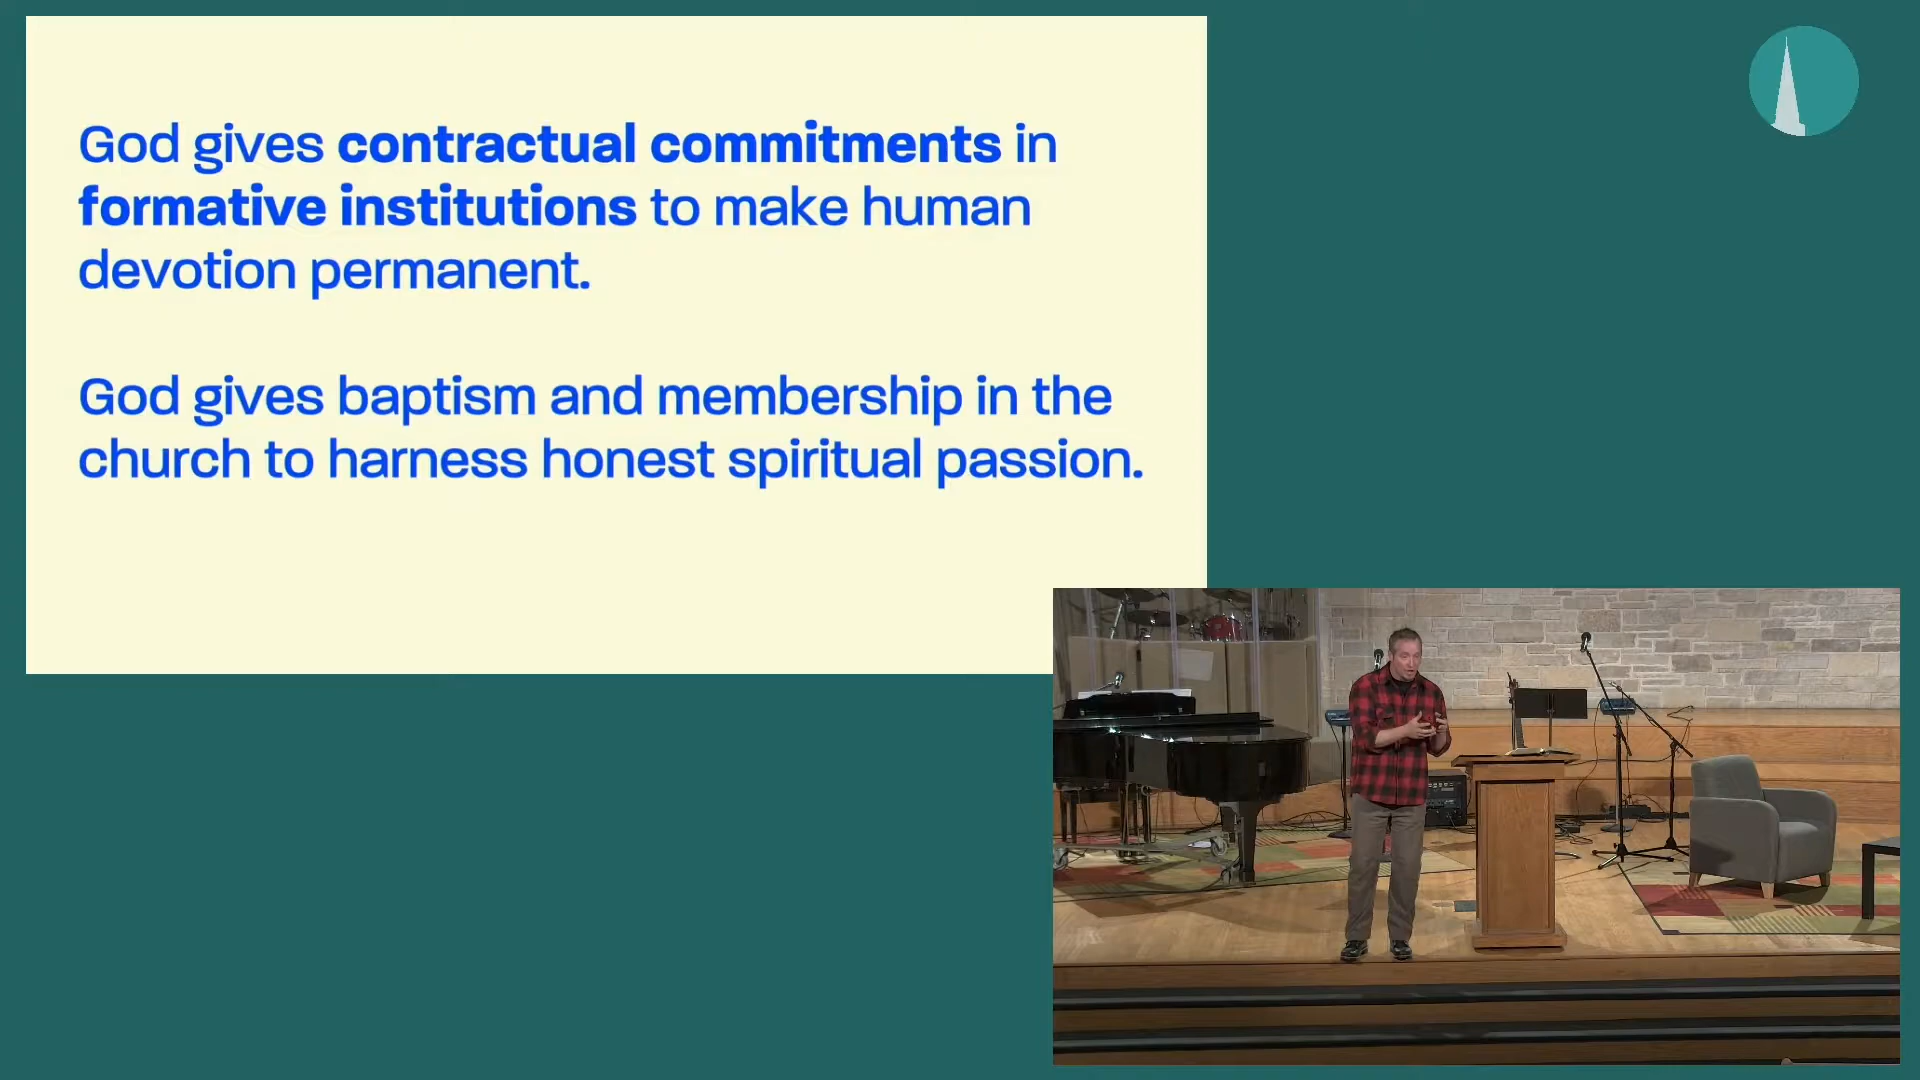 God gives contractual commitments in
formative institutions to make human
devotion permanent.
God gives baptism and membership in the
church to harness honest spiritual passion.